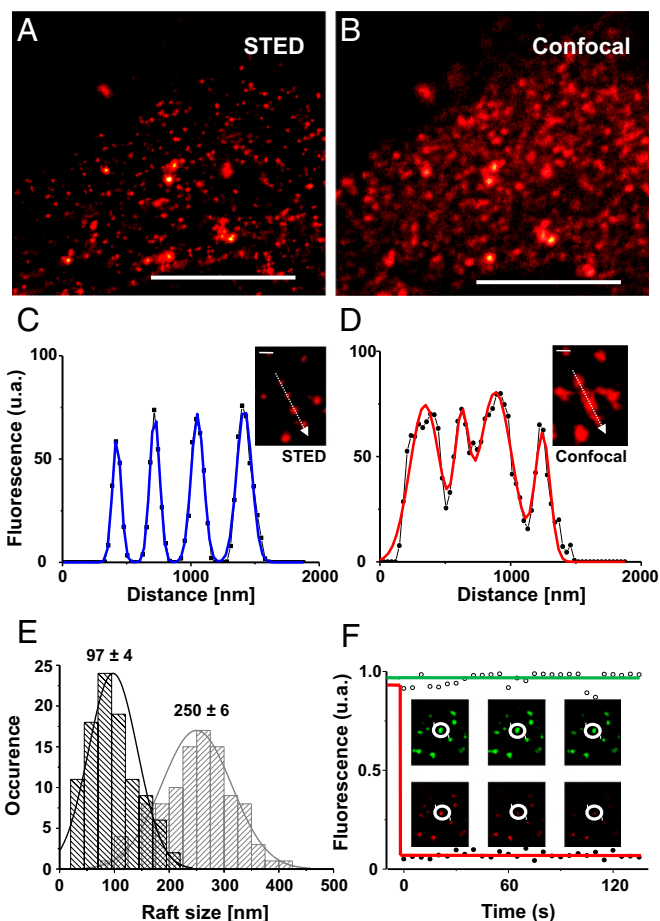 A
STED
B
Confocal
C
100
50
0
Fluorescence (u.a.)
0
1000
2000
Distance [nm]
STED
D
100
50
0
0
1000
2000
Distance [nm]
Confocal
E
97 ± 4
250 ± 6
25
20
15
10
5
0
Occurence
0
100
200
300
400
500
Raft size [nm]
F
1.0
0.5
0
Fluorescence (u.a.)
0
60
120
Time (s)